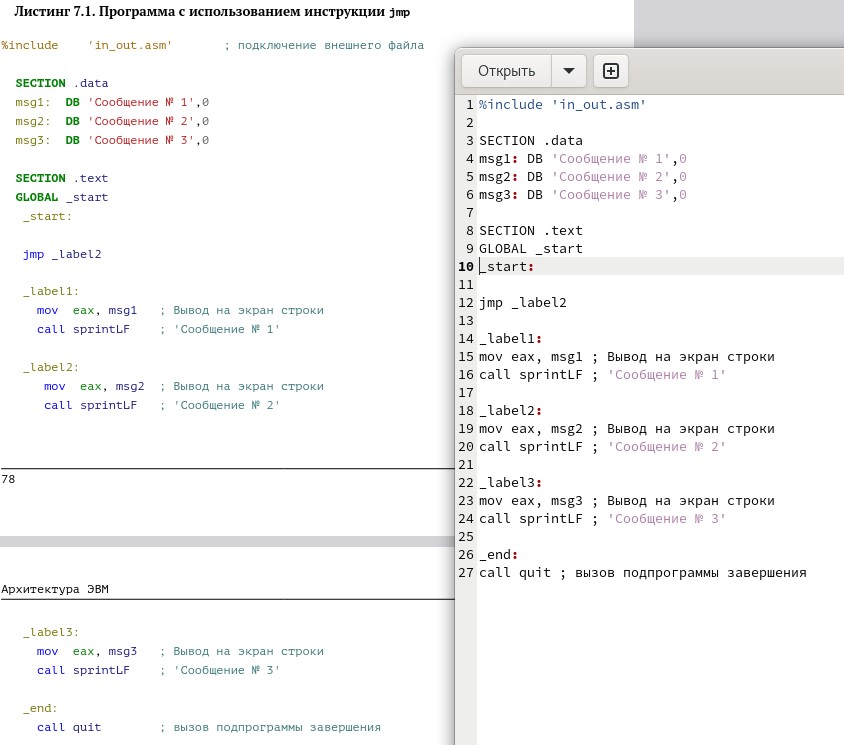 Листинг 7.1. Программа с использованием инструкции jmp
%include    'in_out.asm'       ; подключение внешнего файла
SECTION .data
msg1:  DB 'Сообщение № 1',0
msg2:  DB 'Сообщение № 2',0
msg3:  DB 'Сообщение № 3',0
SECTION .text
GLOBAL _start
_start:
jmp _label2
_label1:
mov  eax, msg1   ; Вывод на экран строки
call sprintLF    ; 'Сообщение № 1'
_label2:
mov  eax, msg2  ; Вывод на экран строки
call sprintLF   ; 'Сообщение № 2'
78
Архитектура ЭВМ
_label3:
mov  eax, msg3   ; Вывод на экран строки
call sprintLF    ; 'Сообщение № 3'
_end:
call quit        ; вызов подпрограммы завершения
Открыть
1 %include 'in_out.asm'
2
3 SECTION .data
4 msg1: DB 'Сообщение № 1',0
5 msg2: DB 'Сообщение № 2',0
6 msg3: DB 'Сообщение № 3',0
7
8 SECTION .text
9 GLOBAL _start
10 _start:
11
12 jmp _label2
13
14 _label1:
15 mov eax, msg1 ; Вывод на экран строки
16 call sprintLF ; 'Сообщение № 1'
17
18 _label2:
19 mov eax, msg2 ; Вывод на экран строки
20 call sprintLF ; 'Сообщение № 2'
21
22 _label3:
23 mov eax, msg3 ; Вывод на экран строки
24 call sprintLF ; 'Сообщение № 3'
25
26 _end:
27 call quit ; вызов подпрограммы завершения